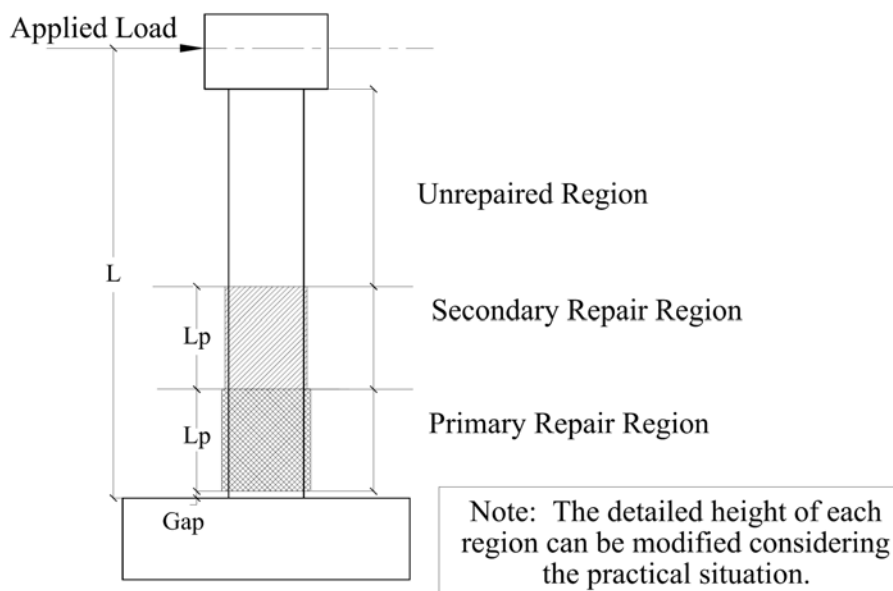 Applied Load
Unrepaired Region
L
Secondary Repair Region
Lp
Primary Repair Region
Lp
Gap
Note: The detailed height of each
region can be modified considering
the practical situation.